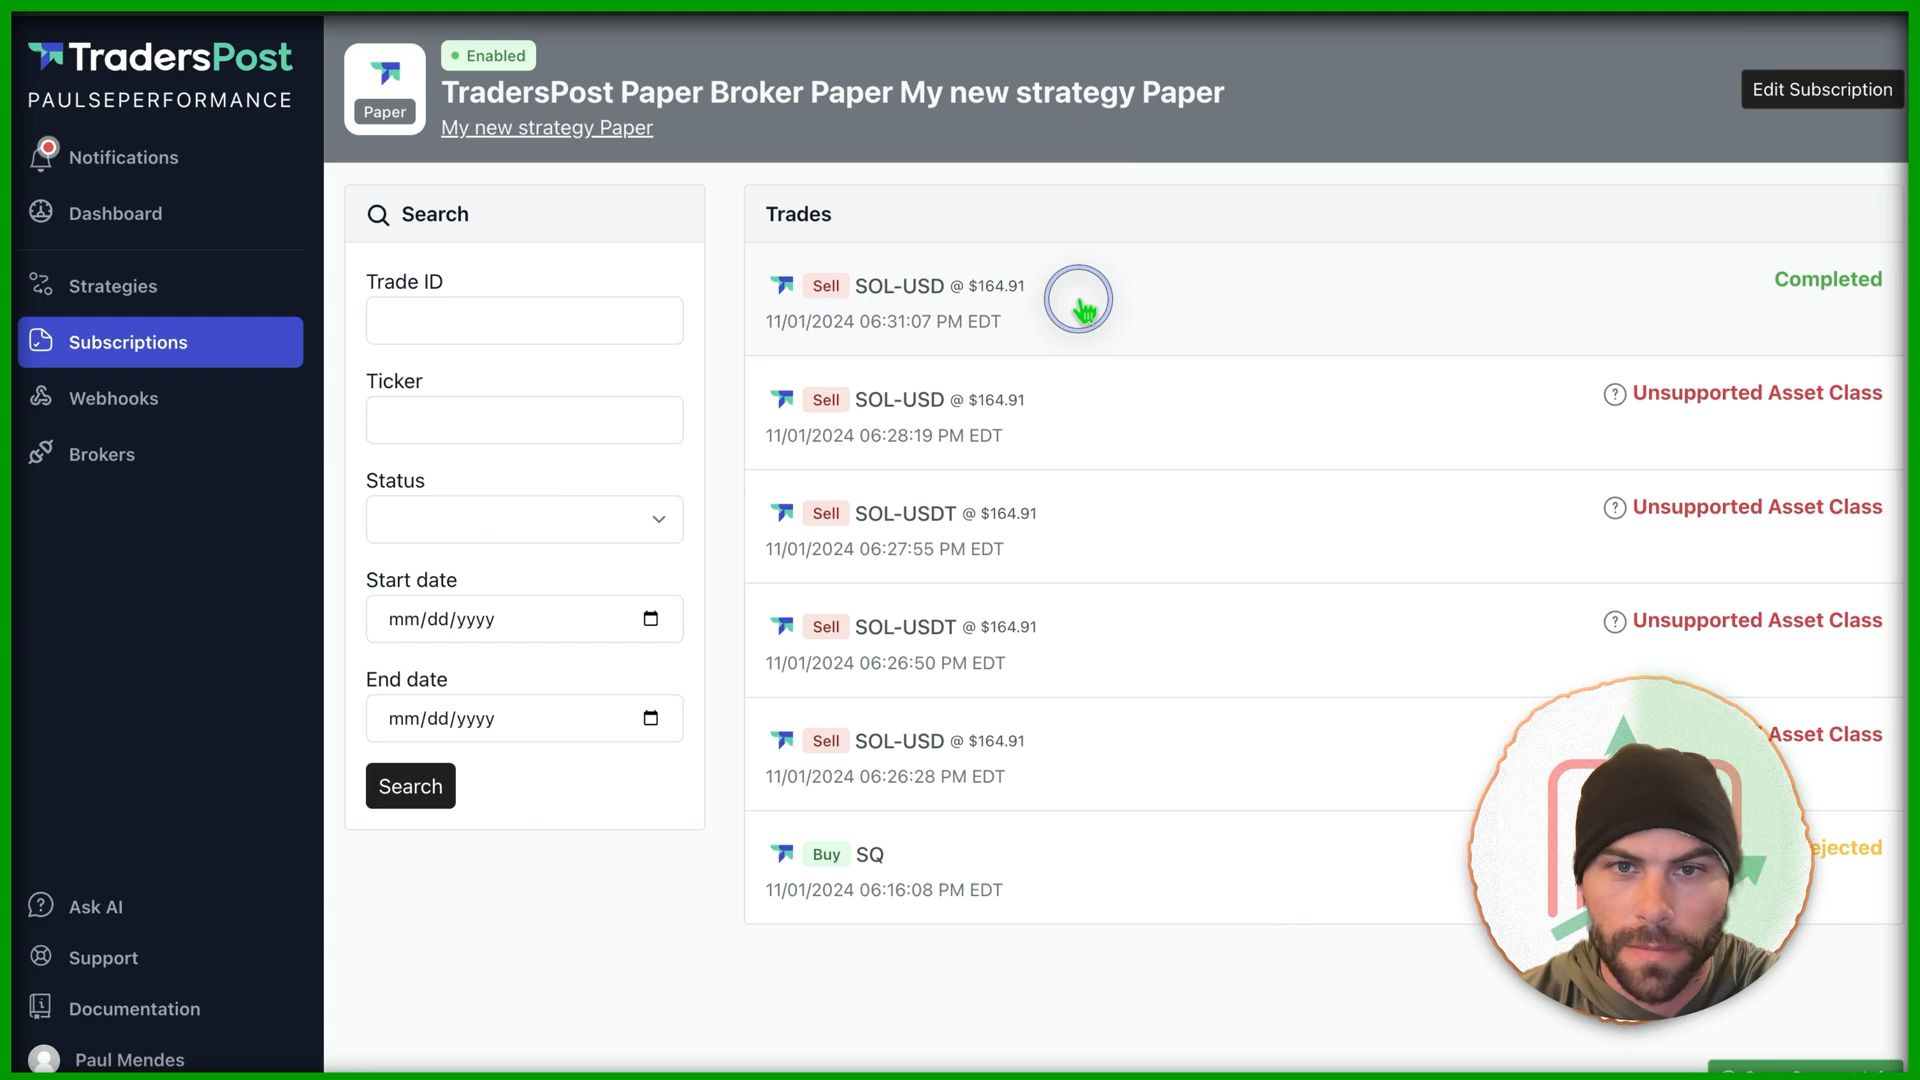 TradersPost
PAULSEPERFORMANCE
Notifications
Dashboard
Strategies
Subscriptions
Webhooks
Brokers
Ask AI
Support
Documentation
Paul Mendes
Paper
Enabled
TradersPost Paper Broker Paper My new strategy Paper
My new strategy Paper
Edit Subscription
Search
Trade ID
Ticker
Status
Start date
mm/dd/yyyy
End date
mm/dd/yyyy
Search
Trades
Sell SOL-USD @ $164.91
11/01/2024 06:31:07 PM EDT
Completed
Sell SOL-USD @ $164.91
11/01/2024 06:28:19 PM EDT
? Unsupported Asset Class
Sell SOL-USDT @ $164.91
11/01/2024 06:27:55 PM EDT
? Unsupported Asset Class
Sell SOL-USDT @ $164.91
11/01/2024 06:26:50 PM EDT
? Unsupported Asset Class
Sell SOL-USD @ $164.91
11/01/2024 06:26:28 PM EDT
Asset Class
Buy SQ
11/01/2024 06:16:08 PM EDT
ejected